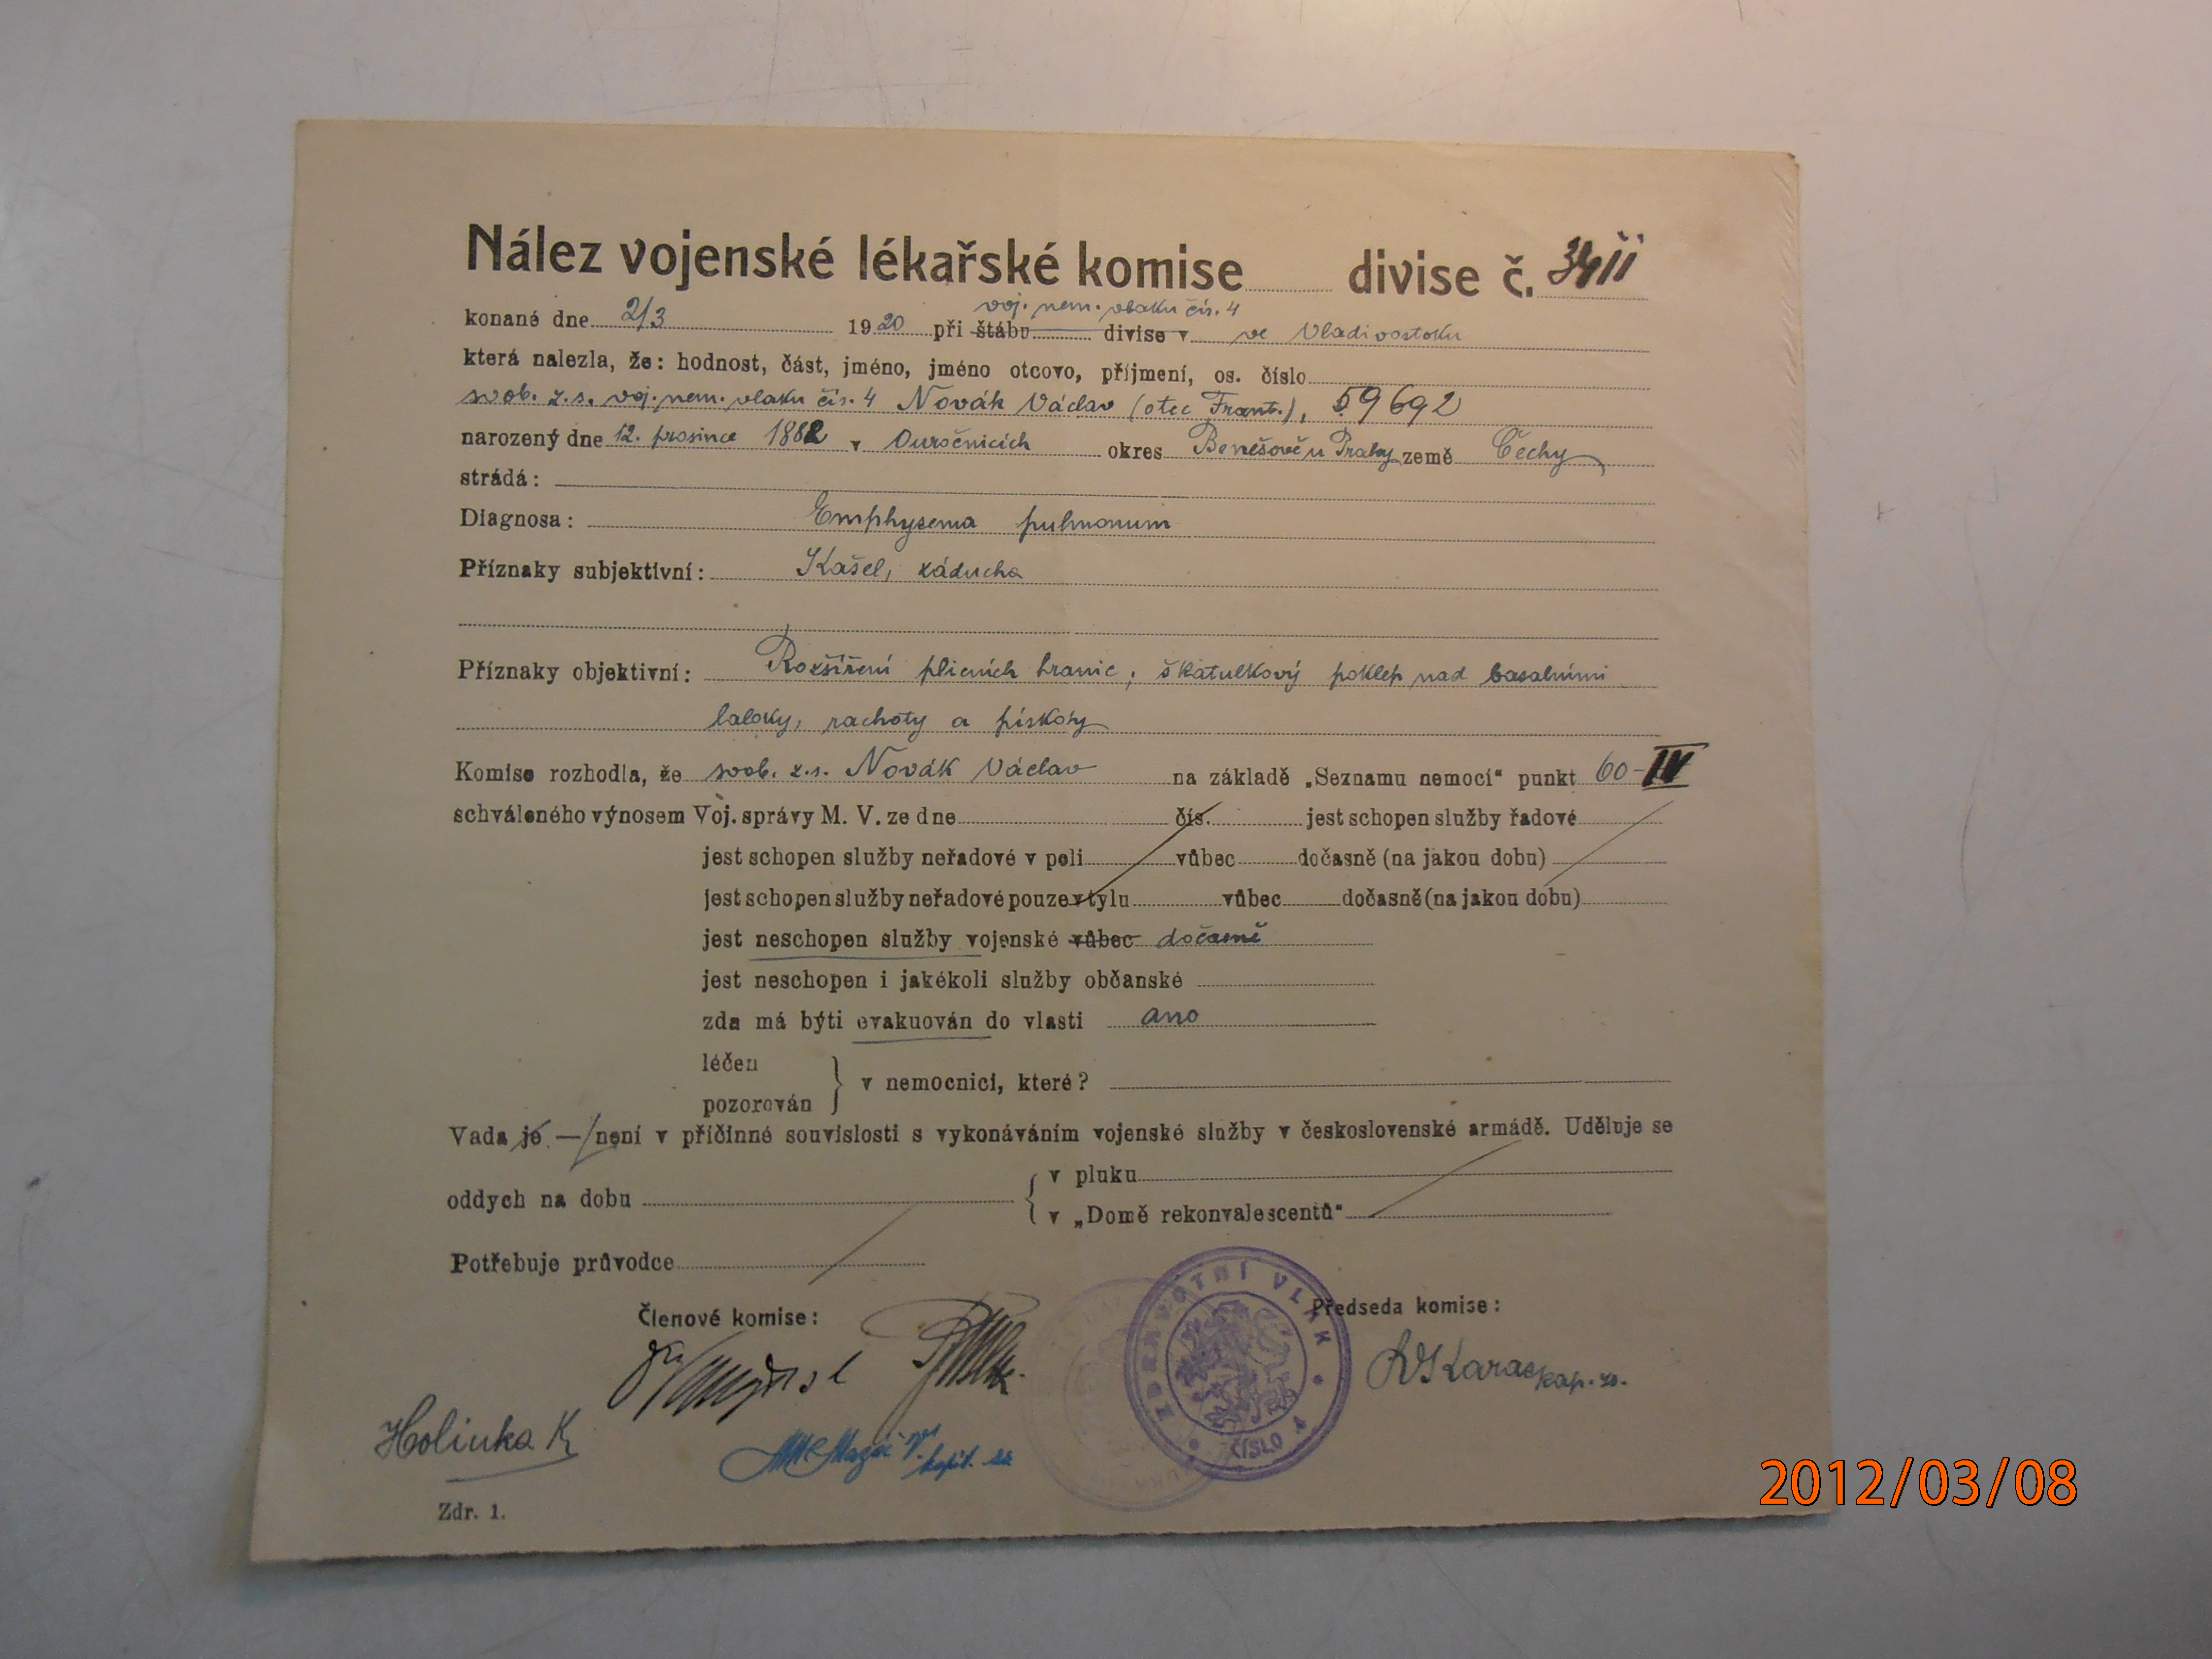 Nález vojenské lékařské komise ........ divise č.
voj. nem. vlaku čís. 4
konané dne 2/3 1920 při štábu ........ divise v ve Vladivostoku
která nalezla, že: hodnost, část, jméno, jméno otcovo, příjmení, os. číslo
svob. z.s. voj. nem. vlaku čís. 4 Novák Václav (otec Frant.), 59692
narozený dne 12. prosince 1882 v Ouročnicích okres Benešově u Prahy země Čechy
strádá:
Diagnosa: Emphysema pulmonum
Příznaky subjektivní: Kašel, záducha
Příznaky objektivní: Rozšíření plicních hranic, škatulkový poklep nad basalními
laloky, rachoty a pískoty
Komise rozhodla, že svob. z.s. Novák Václav na základě „Seznamu nemocí“ punkt 60-IV
schváleného výnosem Voj. správy M. V. ze dne čís. jest schopen služby řadové
jest schopen služby neřadové v poli vůbec dočasně (na jakou dobu)
jest schopen služby neřadové pouze v týlu vůbec dočasně (na jakou dobu)
jest neschopen služby vojenské vůbec dočasně
jest neschopen i jakékoli služby občanské
zda má býti evakuován do vlasti ano
léčen
pozorován } v nemocnici, které?
Vada je — není v příčinné souvislosti s vykonáváním vojenské služby v československé armádě. Uděluje se
oddych na dobu { v pluku
v „Domě rekonvalescentů“
Potřebuje průvodce
Členové komise: Předseda komise:
ZDRAVOTNÍ VLAK
ČÍSLO
Karas kap.
Holinka K
kapit.
Zdr. 1.
2012/03/08